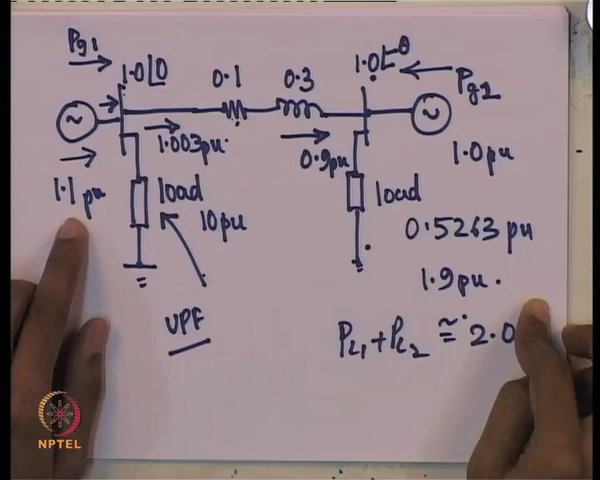 Pg1
1.0∠0
0.1
0.3
1.0∠-θ
Pg2
1.003pu.
0.9pu
1.0pu
1.1 pu
load
10pu
load
0.5263 pu
1.9pu.
UPF
PL1+PL2 ≅ 2.0
NPTEL